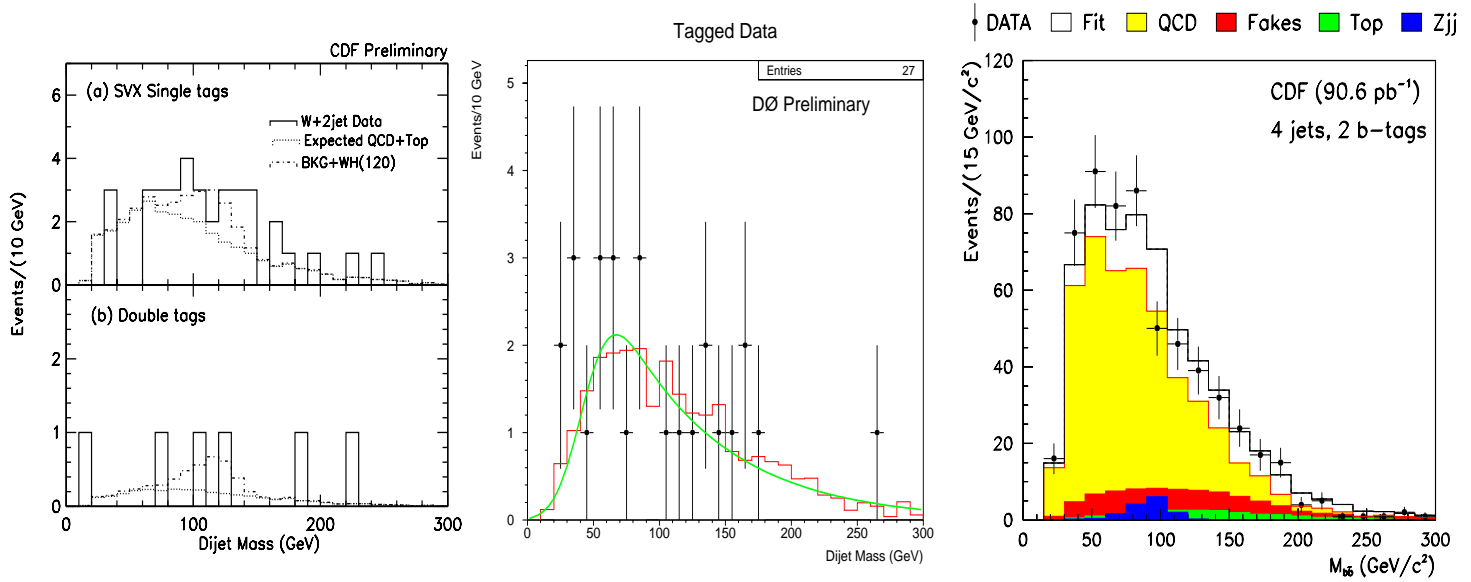 CDF Preliminary
(a) SVX Single tags
W+2jet Data
Expected QCD+Top
BKG+WH(120)
6
4
2
0
(b) Double tags
2
1
0
0 100 200 300
Events/(10 GeV)
Dijet Mass (GeV)
Tagged Data
Entries 27
DØ Preliminary
Events/10 GeV
5
4
3
2
1
0
0 50 100 150 200 250 300
Dijet Mass (GeV)
DATA Fit QCD Fakes Top Zjj
CDF (90.6 pb⁻¹)
4 jets, 2 b-tags
Events/(15 GeV/c²)
120
100
80
60
40
20
0
0 50 100 150 200 250 300
M_bb̄ (GeV/c²)